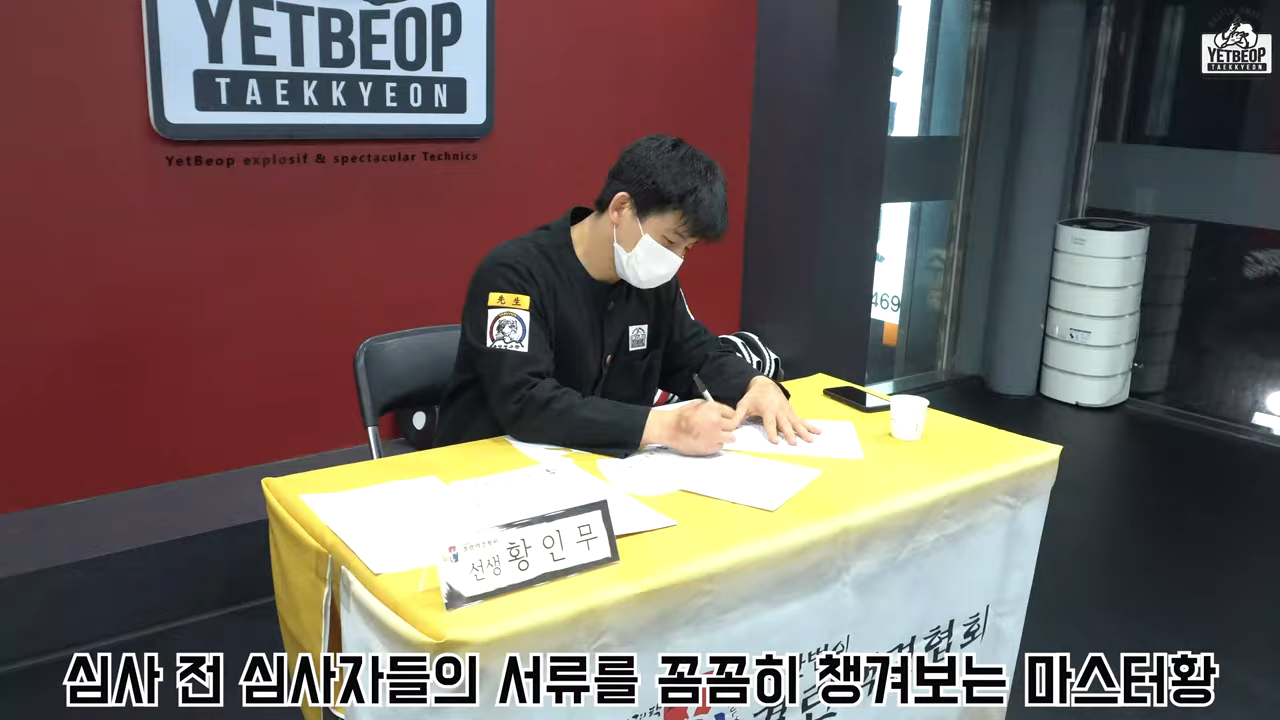 YETBEOP
TAEKKYEON
YetBeop explosif & spectacular Technics
YETBEOP
TAEKKYEON
先生
469
선생 황인무
협회
심사 전 심사자들의 서류를 꼼꼼히 챙겨보는 마스터황